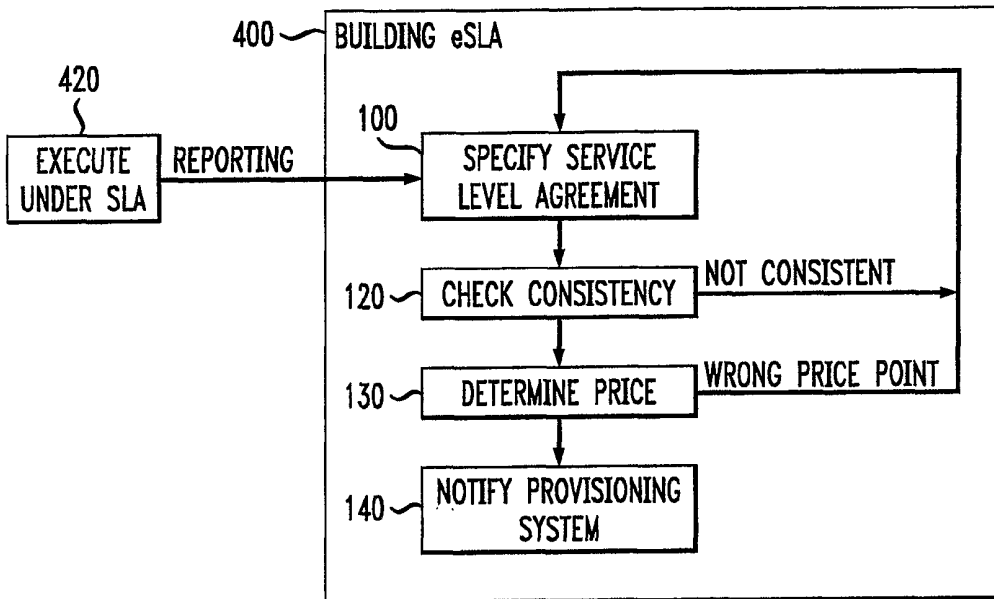 400 BUILDING eSLA
420
EXECUTE
UNDER SLA
REPORTING
100
SPECIFY SERVICE
LEVEL AGREEMENT
120 CHECK CONSISTENCY NOT CONSISTENT
130 DETERMINE PRICE WRONG PRICE POINT
140 NOTIFY PROVISIONING
SYSTEM